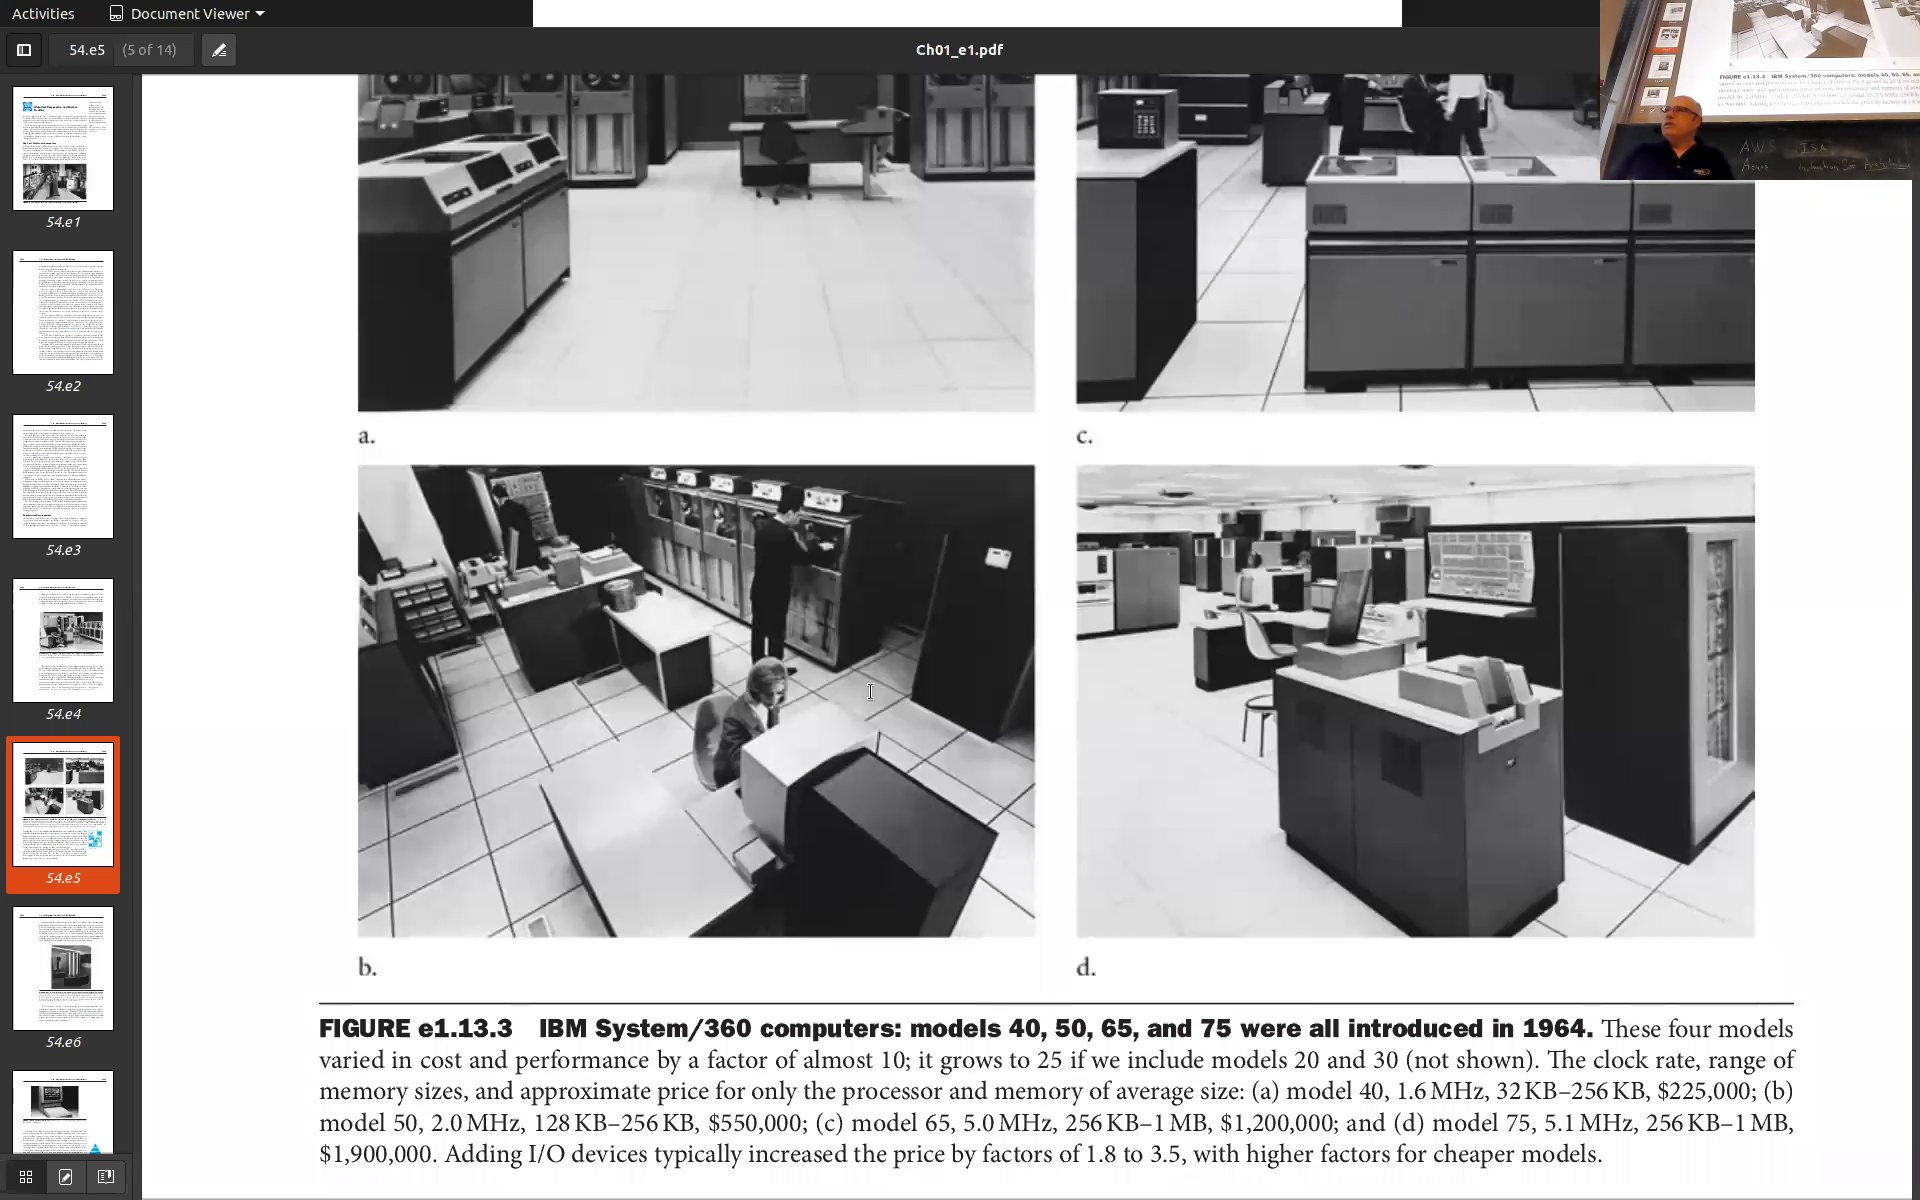 Activities
Document Viewer
54.e5 (5 of 14)
Ch01_e1.pdf
54.e1
54.e2
54.e3
54.e4
54.e5
54.e6
AWS ISA
Azure
a.
c.
b.
d.
FIGURE e1.13.3 IBM System/360 computers: models 40, 50, 65, and 75 were all introduced in 1964. These four models
varied in cost and performance by a factor of almost 10; it grows to 25 if we include models 20 and 30 (not shown). The clock rate, range of
memory sizes, and approximate price for only the processor and memory of average size: (a) model 40, 1.6 MHz, 32 KB–256 KB, $225,000; (b)
model 50, 2.0 MHz, 128 KB–256 KB, $550,000; (c) model 65, 5.0 MHz, 256 KB–1 MB, $1,200,000; and (d) model 75, 5.1 MHz, 256 KB–1 MB,
$1,900,000. Adding I/O devices typically increased the price by factors of 1.8 to 3.5, with higher factors for cheaper models.